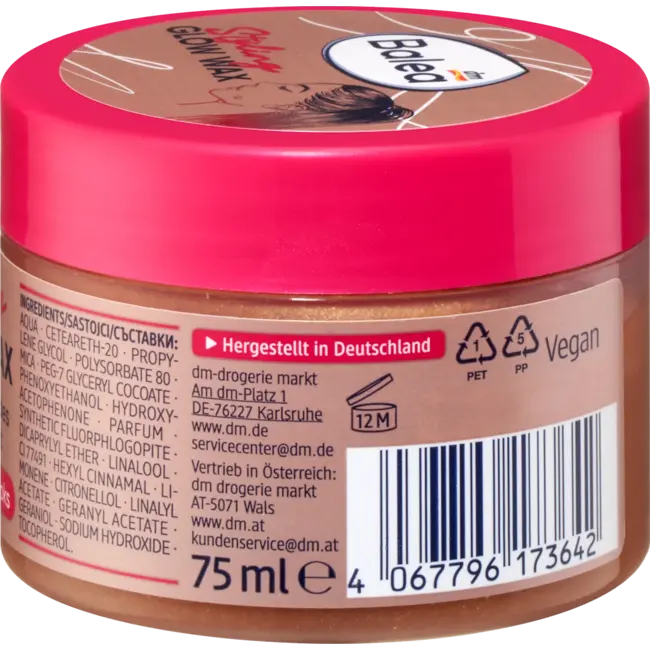 Styling
GLOW WAX
Balea
dm
INGREDIENTS/SASTOJCI/СЪСТАВКИ:
AQUA · CETEARETH-20 · PROPY-
LENE GLYCOL · POLYSORBATE 80 ·
MICA · PEG-7 GLYCERYL COCOATE ·
PHENOXYETHANOL · HYDROXY-
ACETOPHENONE · PARFUM ·
SYNTHETIC FLUORPHLOGOPITE ·
DICAPRYLYL ETHER · LINALOOL ·
CI 77491 · HEXYL CINNAMAL · LI-
MONENE · CITRONELLOL · LINALYL
ACETATE · GERANYL ACETATE ·
GERANIOL · SODIUM HYDROXIDE ·
TOCOPHEROL.
Hergestellt in Deutschland
dm-drogerie markt
Am dm-Platz 1
DE-76227 Karlsruhe
www.dm.de
servicecenter@dm.de
Vertrieb in Österreich:
dm drogerie markt
AT-5071 Wals
www.dm.at
kundenservice@dm.at
75 ml ℮
1
PET
5
PP
Vegan
12 M
4 067796 173642